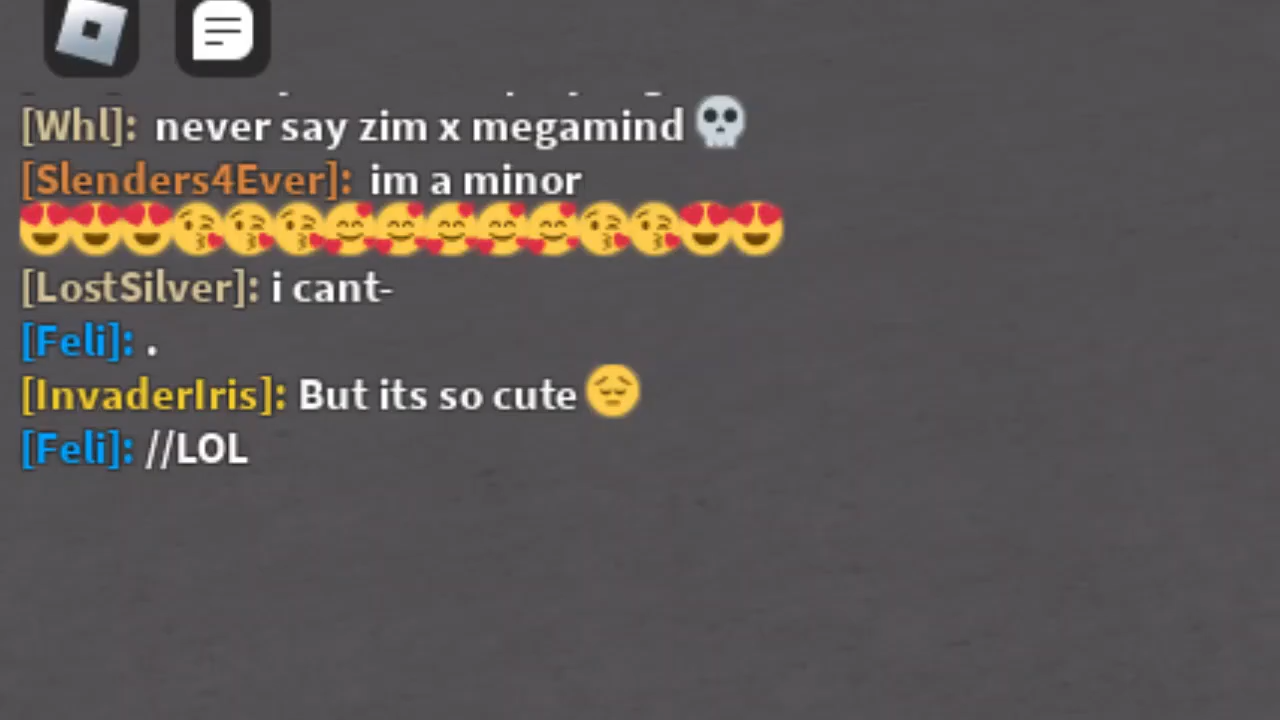 [Whl]: never say zim x megamind 💀
[Slenders4Ever]: im a minor
😍😍😍😘😘😘🥰🥰🥰🥰🥰😘😘😍😍
[LostSilver]: i cant-
[Feli]: .
[InvaderIris]: But its so cute 😔
[Feli]: //LOL